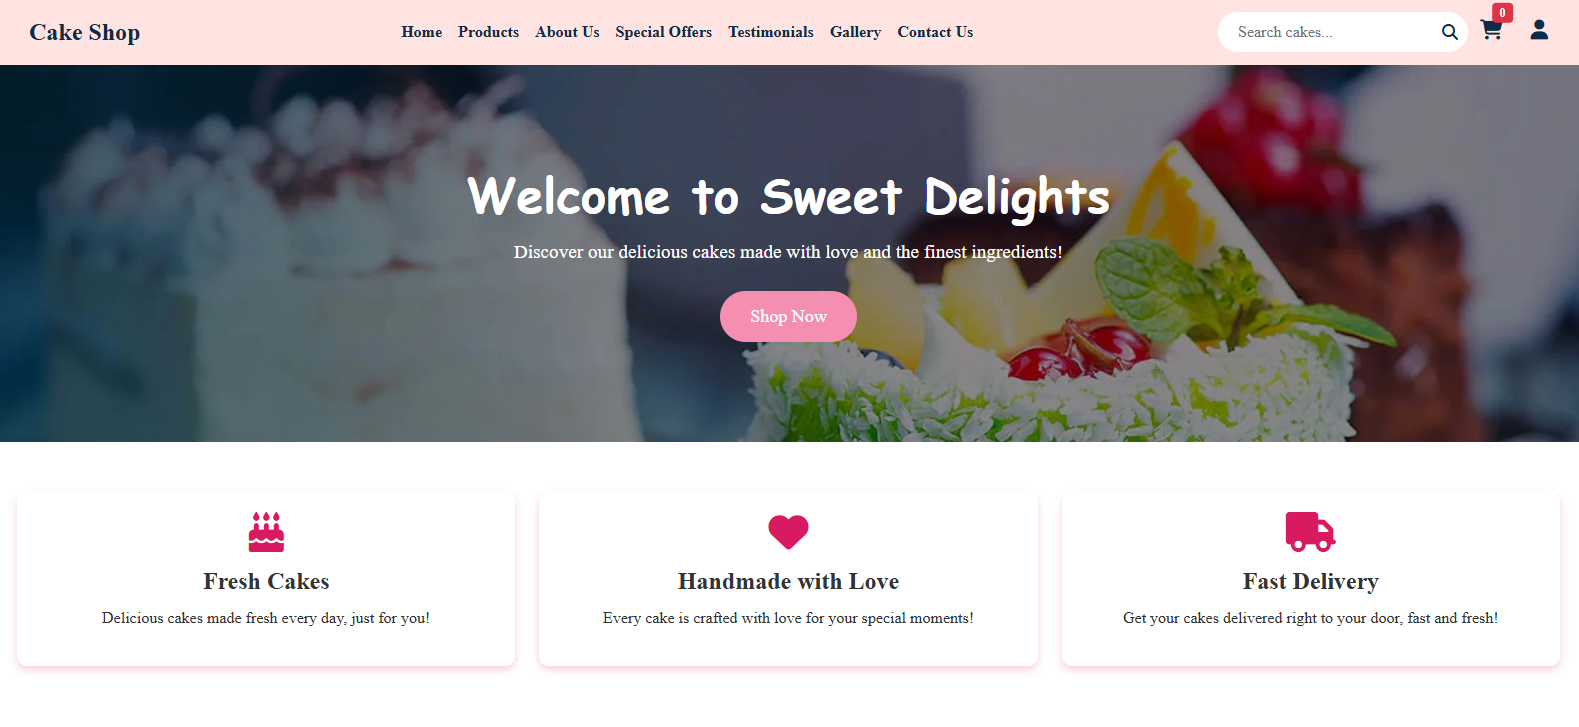 Cake Shop
Home Products About Us Special Offers Testimonials Gallery Contact Us
Search cakes...
0
Welcome to Sweet Delights
Discover our delicious cakes made with love and the finest ingredients!
Shop Now
Fresh Cakes
Delicious cakes made fresh every day, just for you!
Handmade with Love
Every cake is crafted with love for your special moments!
Fast Delivery
Get your cakes delivered right to your door, fast and fresh!